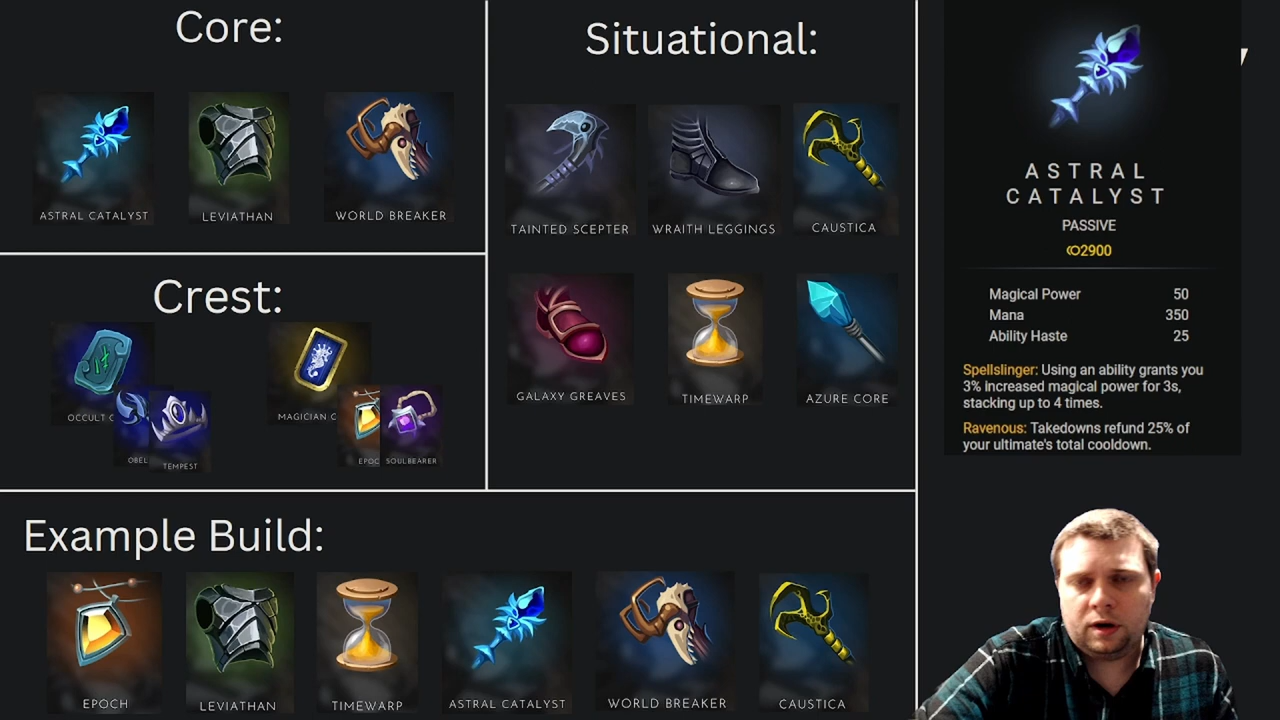 Core:
ASTRAL CATALYST
LEVIATHAN
WORLD BREAKER
Crest:
OCCULT
OBEL
TEMPEST
MAGICIAN C
EPOC
SOULBEARER
Situational:
TAINTED SCEPTER
WRAITH LEGGINGS
CAUSTICA
GALAXY GREAVES
TIMEWARP
AZURE CORE
Example Build:
EPOCH
LEVIATHAN
TIMEWARP
ASTRAL CATALYST
WORLD BREAKER
CAUSTICA
ASTRAL
CATALYST
PASSIVE
2900
Magical Power 50
Mana 350
Ability Haste 25
Spellslinger: Using an ability grants you
3% increased magical power for 3s,
stacking up to 4 times.
Ravenous: Takedowns refund 25% of
your ultimate's total cooldown.